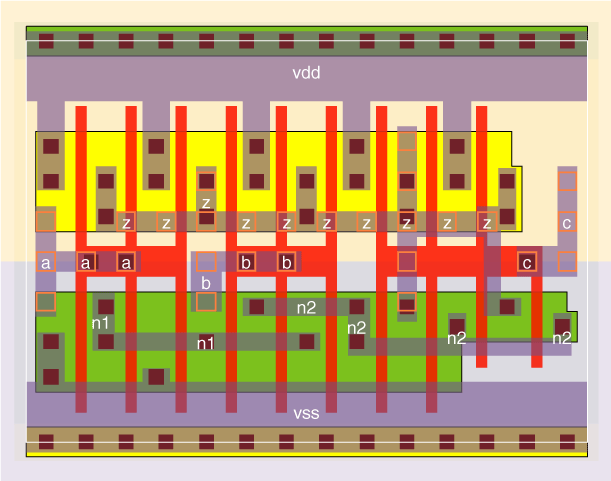 vdd
z
z z z z z z z z z z c
a a a b b c
b
n1 n2 n2 n2 n2
n1
vss